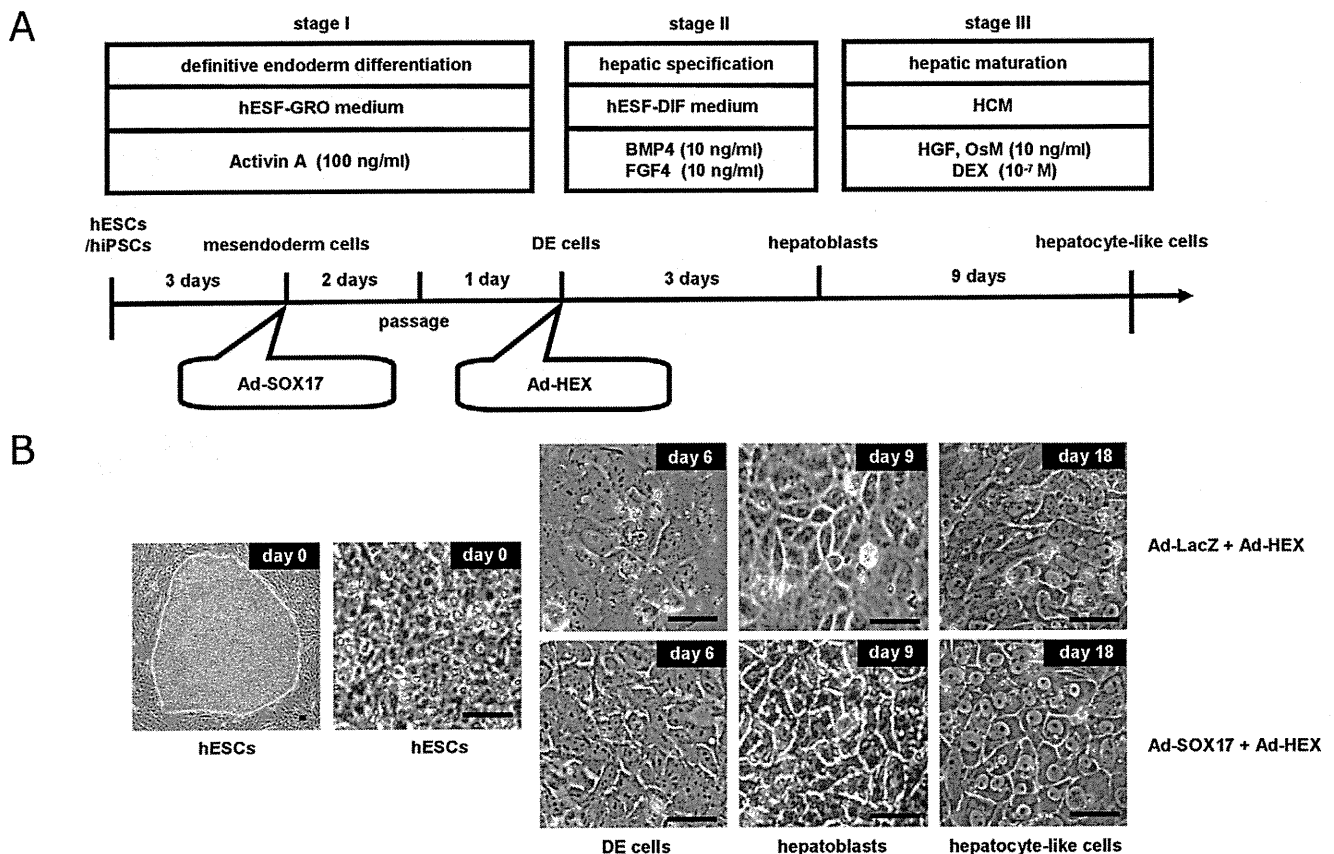 A
stage I
stage II
stage III
definitive endoderm differentiation
hepatic specification
hepatic maturation
hESF-GRO medium
hESF-DIF medium
HCM
Activin A (100 ng/ml)
BMP4 (10 ng/ml)
FGF4 (10 ng/ml)
HGF, OsM (10 ng/ml)
DEX (10⁻⁷ M)
hESCs
/hiPSCs
mesendoderm cells
DE cells
hepatoblasts
hepatocyte-like cells
3 days
2 days
1 day
3 days
9 days
passage
Ad-SOX17
Ad-HEX
B
day 0
day 0
hESCs
hESCs
day 6
day 9
day 18
Ad-LacZ + Ad-HEX
day 6
day 9
day 18
Ad-SOX17 + Ad-HEX
DE cells
hepatoblasts
hepatocyte-like cells